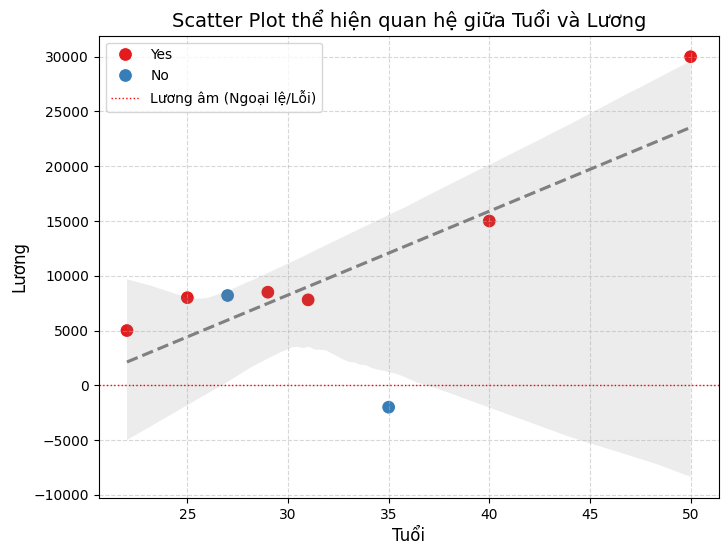 Scatter Plot thể hiện quan hệ giữa Tuổi và Lương
Yes
No
Lương âm (Ngoại lệ/Lỗi)
Lương
30000
25000
20000
15000
10000
5000
0
−5000
−10000
25
30
35
40
45
50
Tuổi